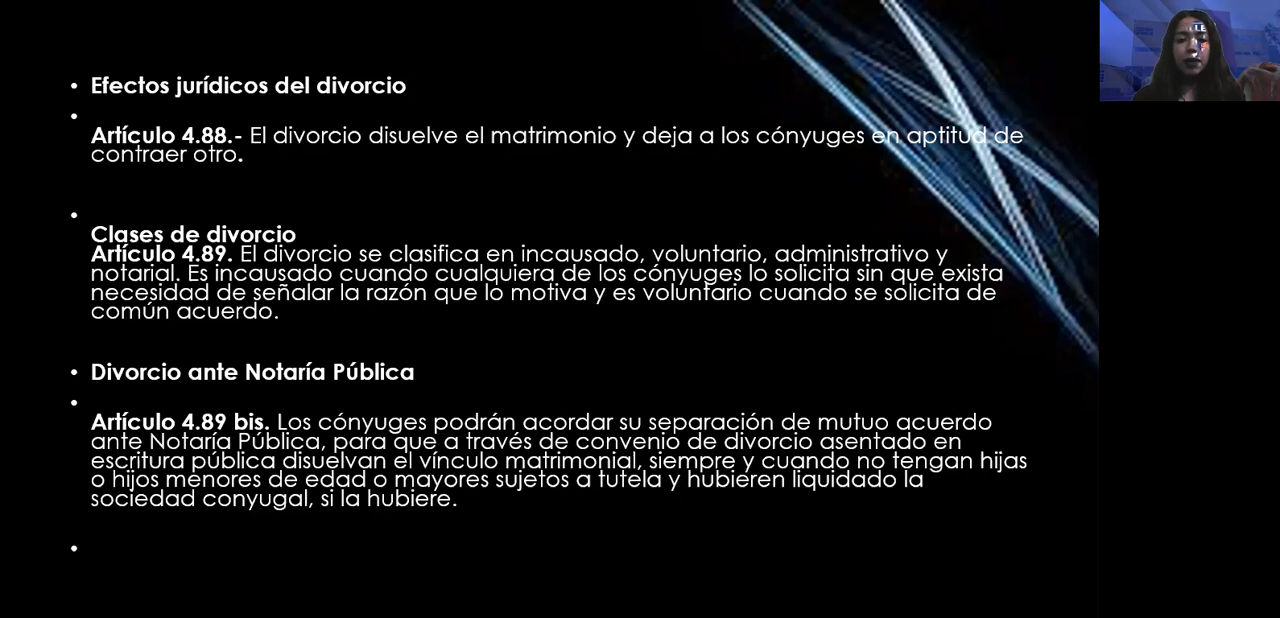 • Efectos jurídicos del divorcio
•
Artículo 4.88.- El divorcio disuelve el matrimonio y deja a los cónyuges en aptitud de
contraer otro.
•
Clases de divorcio
Artículo 4.89. El divorcio se clasifica en incausado, voluntario, administrativo y
notarial. Es incausado cuando cualquiera de los cónyuges lo solicita sin que exista
necesidad de señalar la razón que lo motiva y es voluntario cuando se solicita de
común acuerdo.
• Divorcio ante Notaría Pública
•
Artículo 4.89 bis. Los cónyuges podrán acordar su separación de mutuo acuerdo
ante Notaría Pública, para que a través de convenio de divorcio asentado en
escritura pública disuelvan el vínculo matrimonial, siempre y cuando no tengan hijas
o hijos menores de edad o mayores sujetos a tutela y hubieren liquidado la
sociedad conyugal, si la hubiere.
•